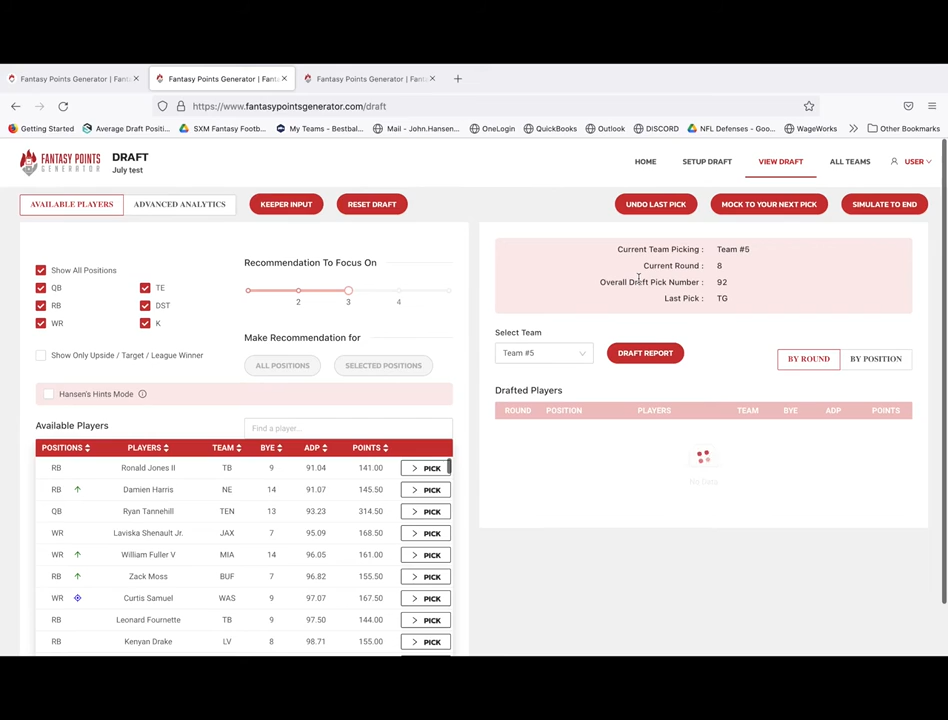 Fantasy Points Generator | Fanta
Fantasy Points Generator | Fant
Fantasy Points Generator | Fanta
https://www.fantasypointsgenerator.com/draft
Getting Started Average Draft Positi... SXM Fantasy Footb... My Teams - Bestbal... Mail - John.Hansen... OneLogin QuickBooks Outlook DISCORD NFL Defenses - Goo... WageWorks Other Bookmarks
FANTASY POINTS
GENERATOR
DRAFT
July test
HOME SETUP DRAFT VIEW DRAFT ALL TEAMS USER
AVAILABLE PLAYERS ADVANCED ANALYTICS KEEPER INPUT RESET DRAFT
UNDO LAST PICK MOCK TO YOUR NEXT PICK SIMULATE TO END
Show All Positions
QB TE
RB DST
WR K
Show Only Upside / Target / League Winner
Recommendation To Focus On
2 3 4
Make Recommendation for
ALL POSITIONS SELECTED POSITIONS
Hansen's Hints Mode
Available Players
Find a player...
POSITIONS PLAYERS TEAM BYE ADP POINTS
RB Ronald Jones II TB 9 91.04 141.00 > PICK
RB Damien Harris NE 14 91.07 145.50 > PICK
QB Ryan Tannehill TEN 13 93.23 314.50 > PICK
WR Laviska Shenault Jr. JAX 7 95.09 168.50 > PICK
WR William Fuller V MIA 14 96.05 161.00 > PICK
RB Zack Moss BUF 7 96.82 155.50 > PICK
WR Curtis Samuel WAS 9 97.07 167.50 > PICK
RB Leonard Fournette TB 9 97.50 144.00 > PICK
RB Kenyan Drake LV 8 98.71 155.00 > PICK
Current Team Picking : Team #5
Current Round : 8
Overall Draft Pick Number : 92
Last Pick : TG
Select Team
Team #5 DRAFT REPORT BY ROUND BY POSITION
Drafted Players
ROUND POSITION PLAYERS TEAM BYE ADP POINTS
No Data